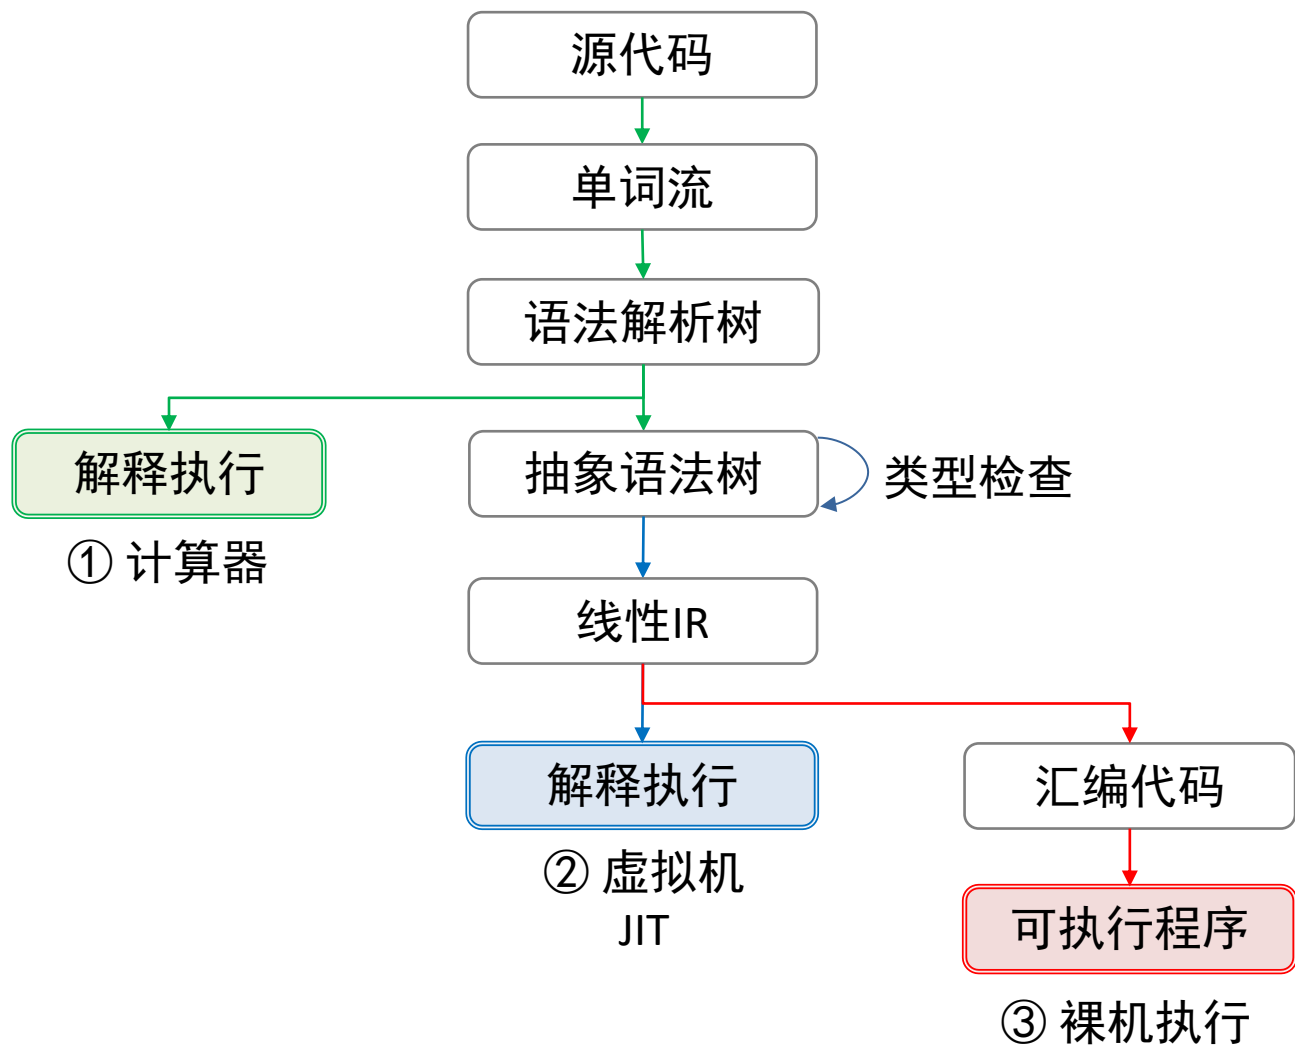 源代码
单词流
语法解析树
解释执行
抽象语法树
类型检查
① 计算器
线性IR
解释执行
汇编代码
② 虚拟机
JIT
可执行程序
③ 裸机执行